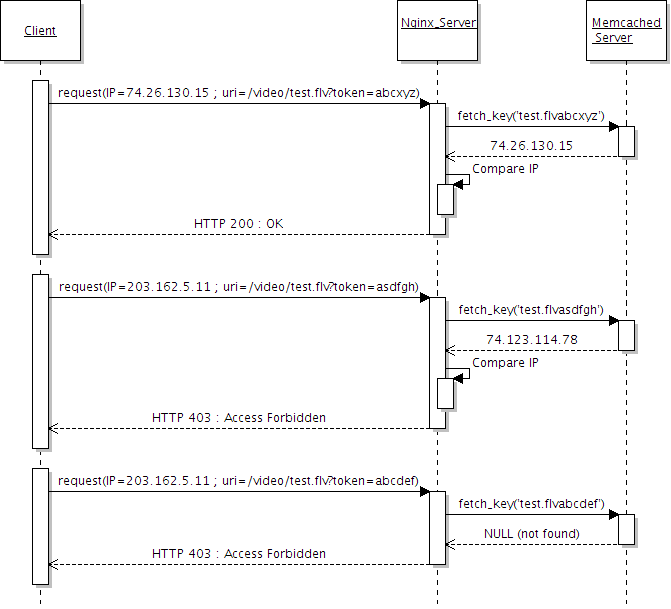 Client
Nginx_Server
Memcached
Server
request(IP=74.26.130.15 ; uri=/video/test.flv?token=abcxyz)
fetch_key('test.flvabcxyz')
74.26.130.15
Compare IP
HTTP 200 : OK
request(IP=203.162.5.11 ; uri=/video/test.flv?token=asdfgh)
fetch_key('test.flvasdfgh')
74.123.114.78
Compare IP
HTTP 403 : Access Forbidden
request(IP=203.162.5.11 ; uri=/video/test.flv?token=abcdef)
fetch_key('test.flvabcdef')
NULL (not found)
HTTP 403 : Access Forbidden